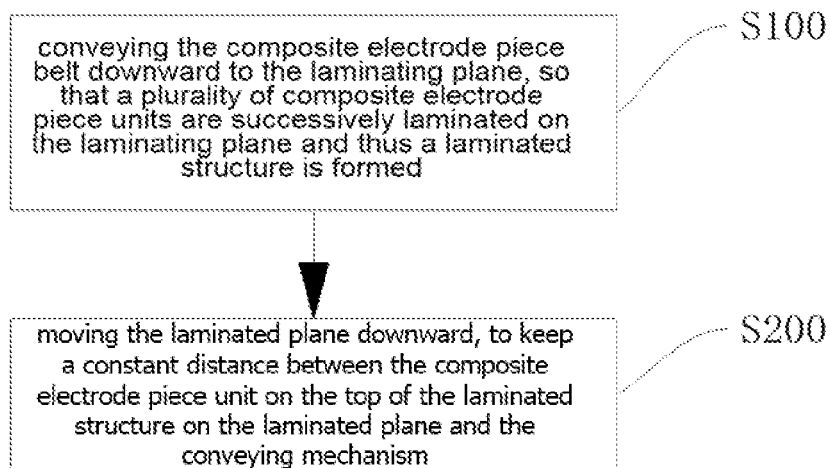 S100
conveying the composite electrode piece
belt downward to the laminating plane, so
that a plurality of composite electrode
piece units are successively laminated on
the laminating plane and thus a laminated
structure is formed
S200
moving the laminated plane downward, to keep
a constant distance between the composite
electrode piece unit on the top of the laminated
structure on the laminated plane and the
conveying mechanism